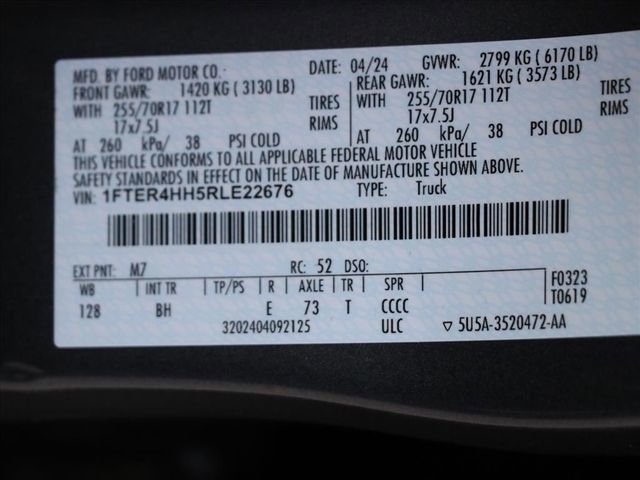 MFD. BY FORD MOTOR CO.: DATE: 04/24 GVWR: 2799 KG ( 6170 LB)
FRONT GAWR: 1420 KG ( 3130 LB) REAR GAWR: 1621 KG ( 3573 LB)
WITH 255/70R17 112T TIRES WITH 255/70R17 112T TIRES
17x7.5J RIMS 17x7.5J RIMS
AT 260 kPa/ 38 PSI COLD AT 260 kPa/ 38 PSI COLD
THIS VEHICLE CONFORMS TO ALL APPLICABLE FEDERAL MOTOR VEHICLE
SAFETY STANDARDS IN EFFECT ON THE DATE OF MANUFACTURE SHOWN ABOVE.
VIN: 1FTER4HH5RLE22676 TYPE: Truck
EXT PNT: M7 RC: 52 DSO:
WB INT TR TP/PS R AXLE TR SPR F0323
128 BH E 73 T CCCC T0619
3202404092125 ULC ▽ 5U5A-3520472-AA